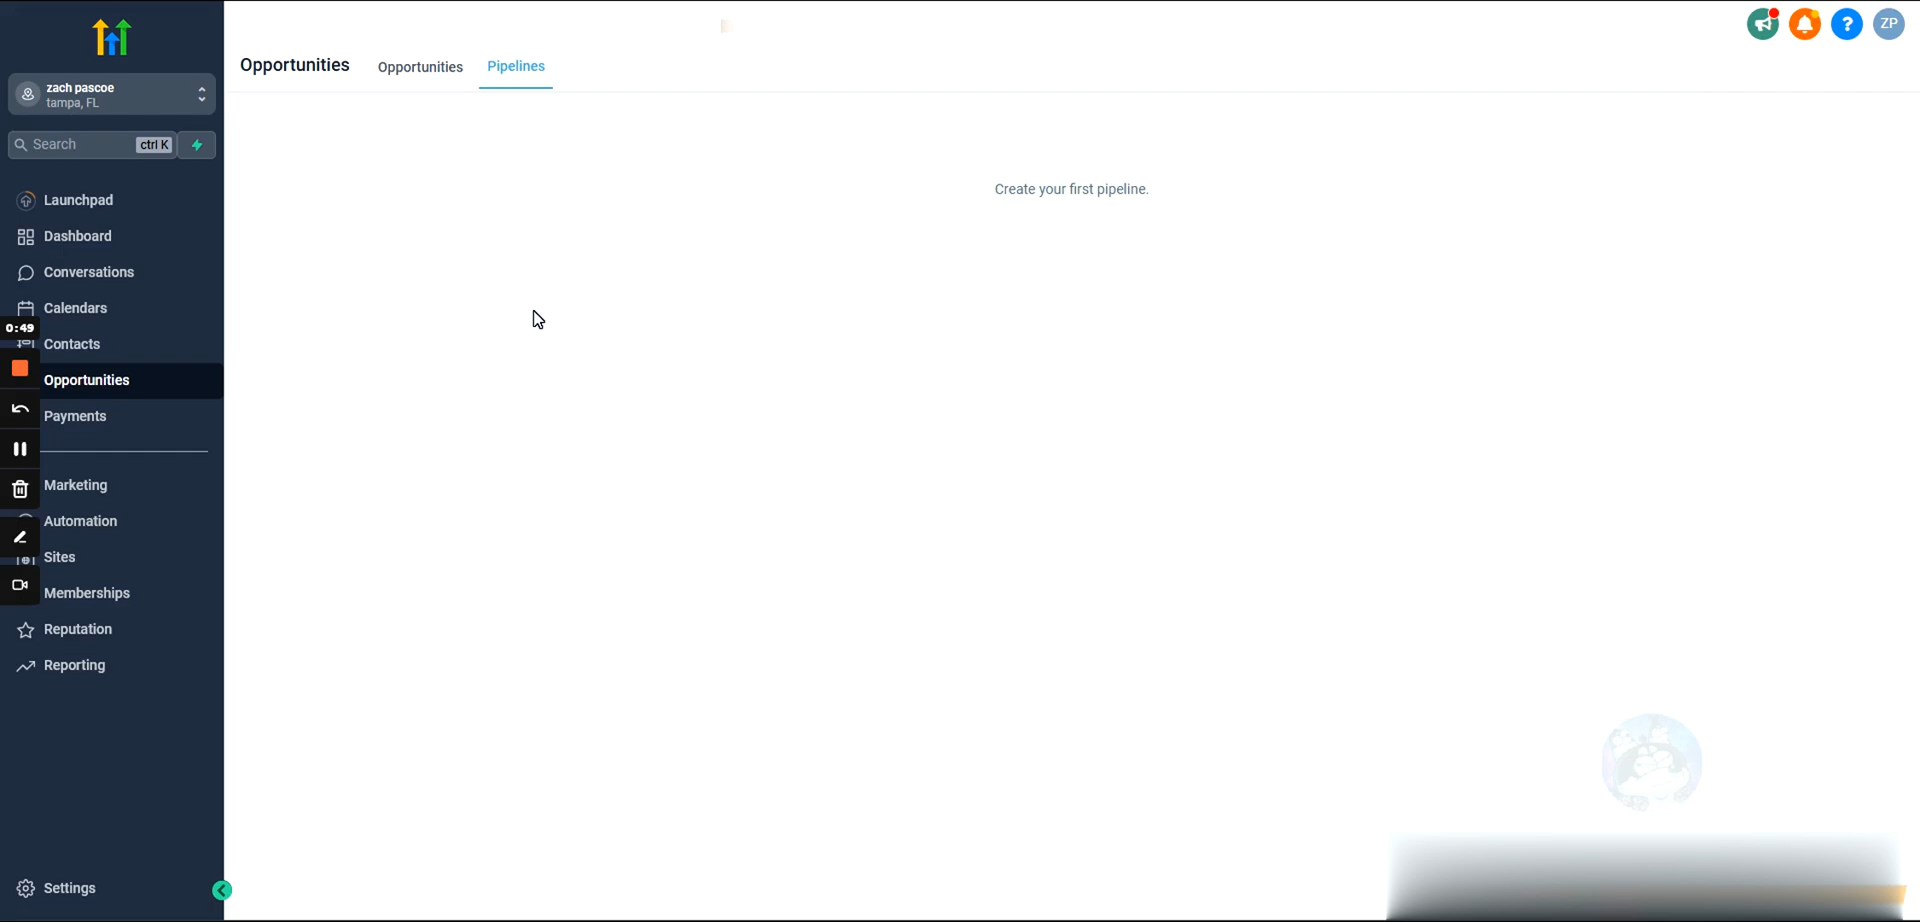 zach pascoe
tampa, FL
Search
ctrl K
Launchpad
Dashboard
Conversations
Calendars
0:49
Contacts
Opportunities
Payments
Marketing
Automation
Sites
Memberships
Reputation
Reporting
Settings
Opportunities
Opportunities
Pipelines
?
ZP
Create your first pipeline.